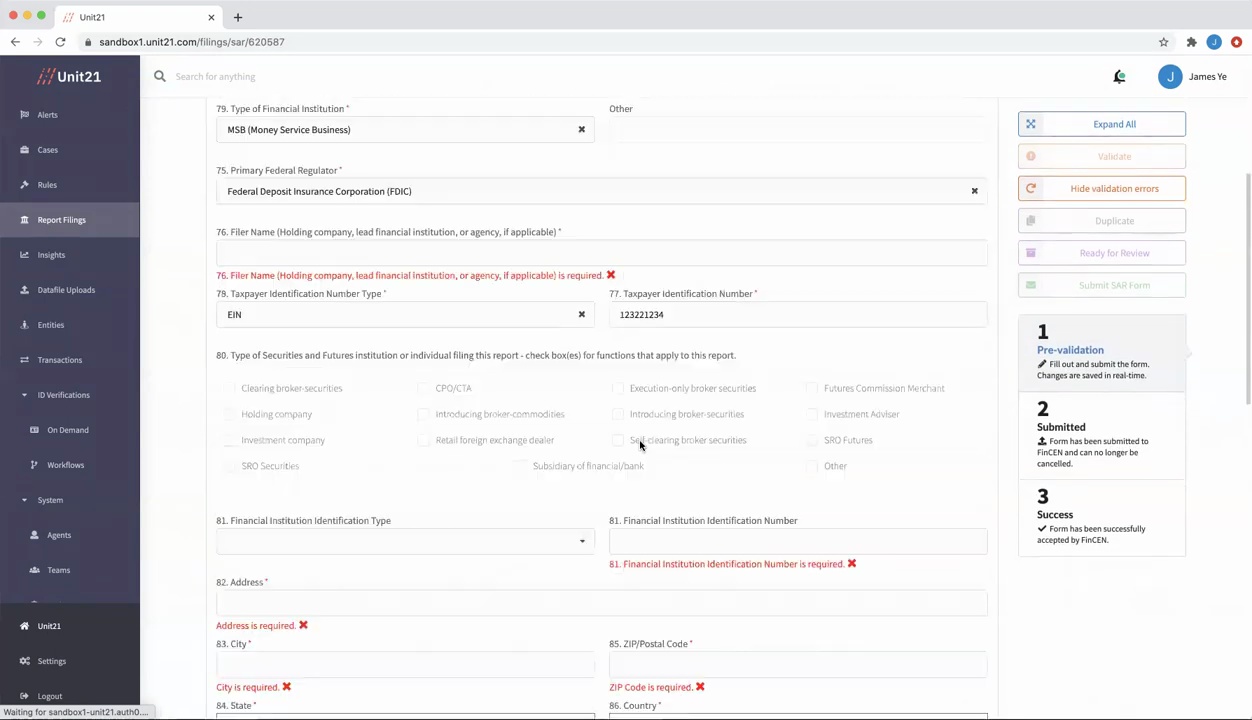 Unit21
sandbox1.unit21.com/filings/sar/620587
J
Unit21
Search for anything
J
James Ye
Alerts
Cases
Rules
Report Filings
Insights
Datafile Uploads
Entities
Transactions
ID Verifications
On Demand
Workflows
System
Agents
Teams
Unit21
Settings
Logout
Waiting for sandbox1-unit21.auth0....
79. Type of Financial Institution *
Other
MSB (Money Service Business)
75. Primary Federal Regulator *
Federal Deposit Insurance Corporation (FDIC)
76. Filer Name (Holding company, lead financial institution, or agency, if applicable) *
76. Filer Name (Holding company, lead financial institution, or agency, if applicable) is required.
78. Taxpayer Identification Number Type *
77. Taxpayer Identification Number *
EIN
123221234
80. Type of Securities and Futures institution or individual filing this report - check box(es) for functions that apply to this report.
Clearing broker-securities
CPO/CTA
Execution-only broker securities
Futures Commission Merchant
Holding company
Introducing broker-commodities
Introducing broker-securities
Investment Adviser
Investment company
Retail foreign exchange dealer
Self-clearing broker securities
SRO Futures
SRO Securities
Subsidiary of financial/bank
Other
81. Financial Institution Identification Type
81. Financial Institution Identification Number
81. Financial Institution Identification Number is required.
82. Address *
Address is required.
83. City *
85. ZIP/Postal Code *
City is required.
ZIP Code is required.
84. State *
86. Country *
Expand All
Validate
Hide validation errors
Duplicate
Ready for Review
Submit SAR Form
1
Pre-validation
Fill out and submit the form.
Changes are saved in real-time.
2
Submitted
Form has been submitted to
FinCEN and can no longer be
cancelled.
3
Success
Form has been successfully
accepted by FinCEN.